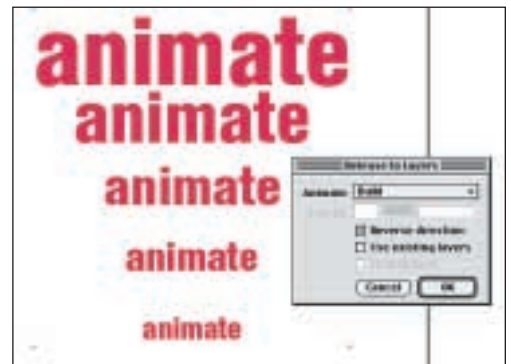 animate
animate
animate
animate
animate
Release to Layers
Animate: Build
Reverse direction
Use existing layers
Cancel OK